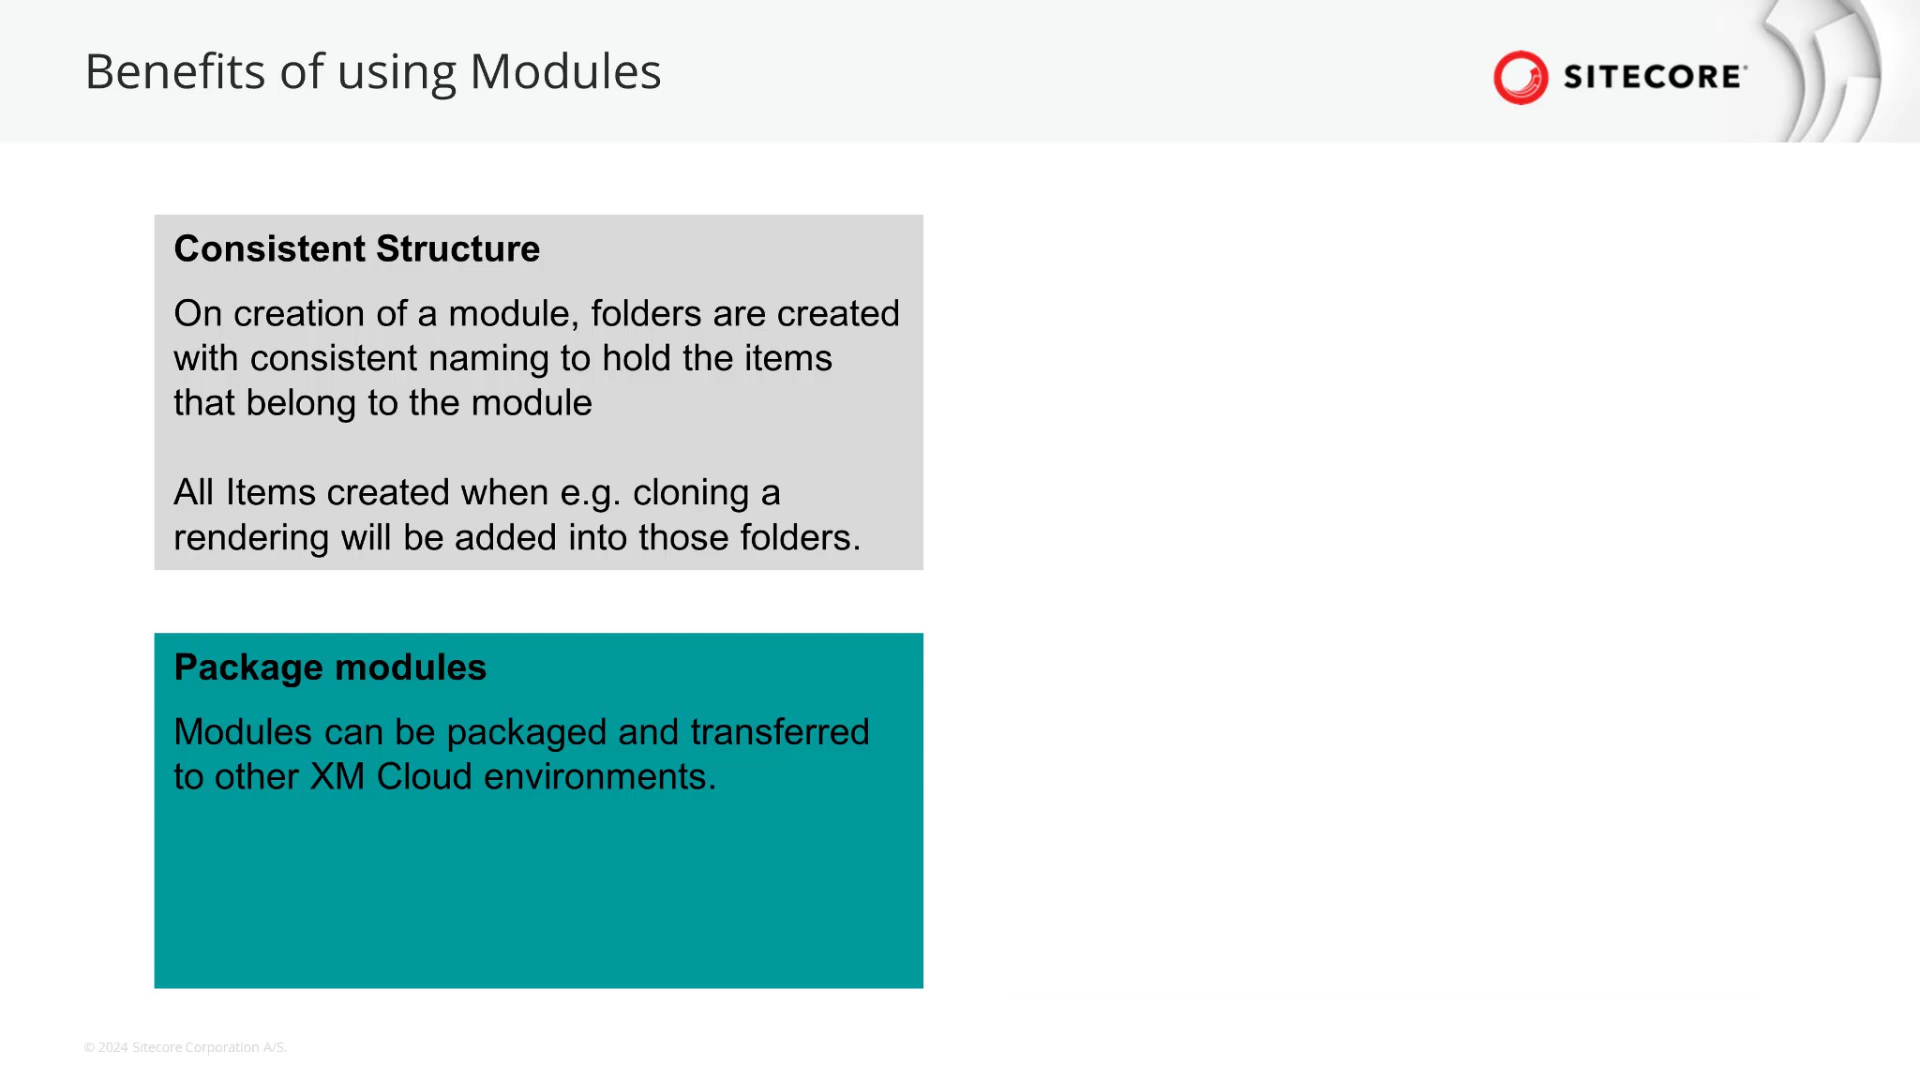 Benefits of using Modules
SITECORE
Consistent Structure
On creation of a module, folders are created
with consistent naming to hold the items
that belong to the module
All Items created when e.g. cloning a
rendering will be added into those folders.
Package modules
Modules can be packaged and transferred
to other XM Cloud environments.
© 2024 Sitecore Corporation A/S.